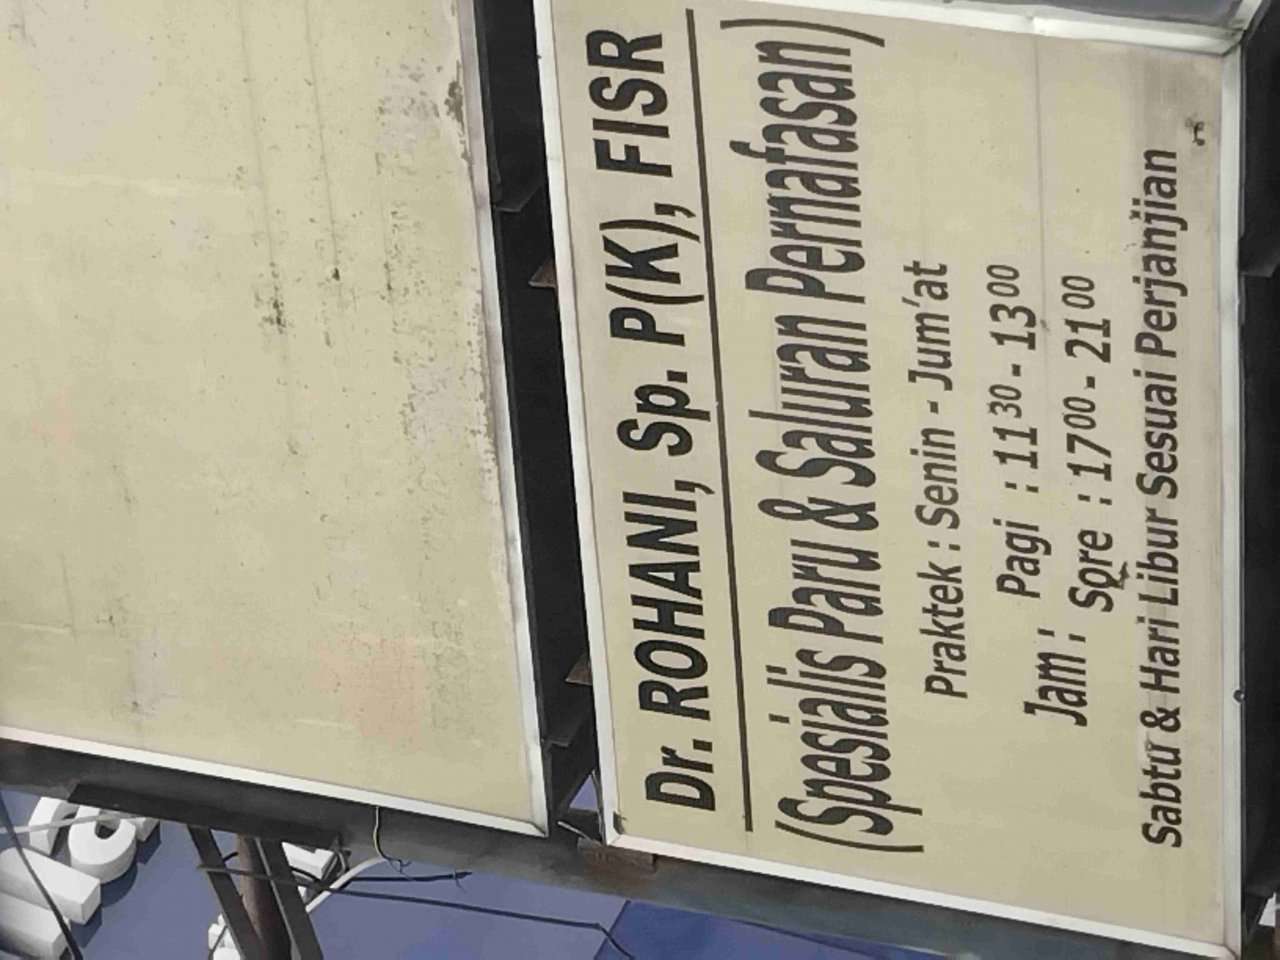 Dr. ROHANI, Sp. P(K), FISR
(Spesialis Paru & Saluran Pernafasan)
Praktek : Senin - Jum'at
Jam : Pagi : 11³⁰ - 13⁰⁰
Sore : 17⁰⁰ - 21⁰⁰
Sabtu & Hari Libur Sesuai Perjanjian